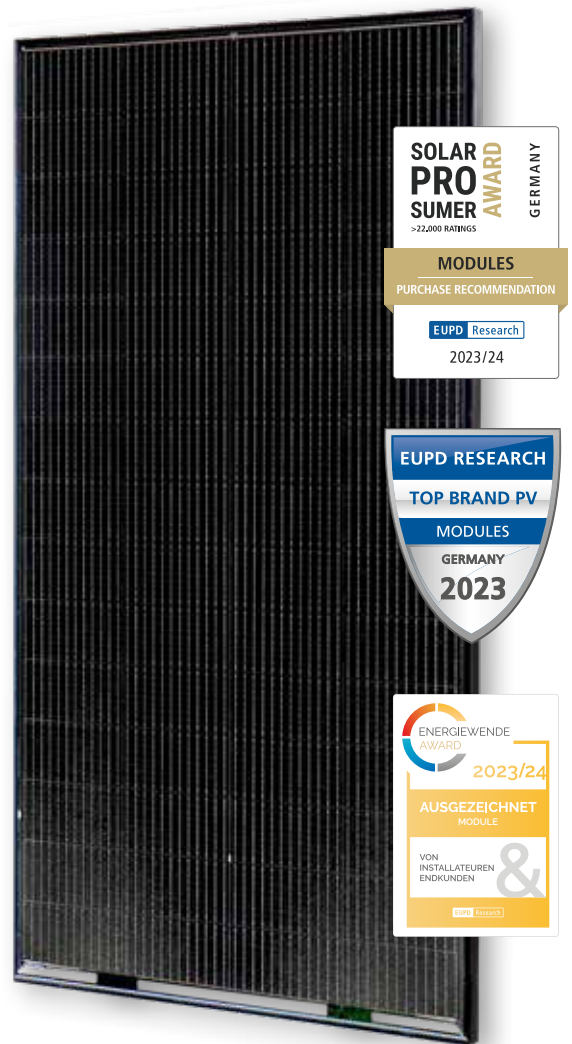 SOLAR
PRO
SUMER
AWARD
GERMANY
>22.000 RATINGS
MODULES
PURCHASE RECOMMENDATION
EUPD Research
2023/24
EUPD RESEARCH
TOP BRAND PV
MODULES
GERMANY
2023
ENERGIEWENDE
AWARD
2023/24
AUSGEZEICHNET
MODULE
VON
INSTALLATEUREN
&
ENDKUNDEN
EUPD Research